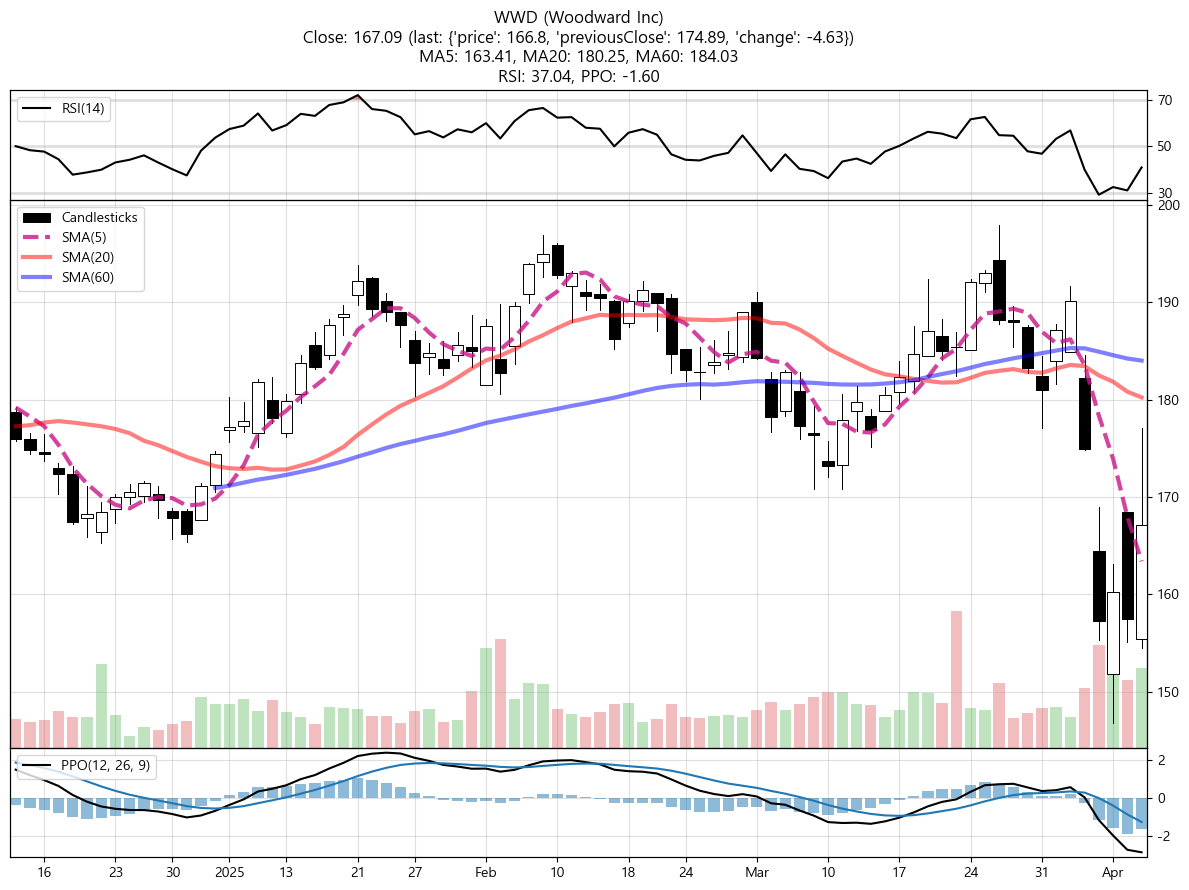 WWD (Woodward Inc)
Close: 167.09 (last: {'price': 166.8, 'previousClose': 174.89, 'change': -4.63})
MA5: 163.41, MA20: 180.25, MA60: 184.03
RSI: 37.04, PPO: -1.60
RSI(14)
70
50
30
Candlesticks
SMA(5)
SMA(20)
SMA(60)
200
190
180
170
160
150
PPO(12, 26, 9)
2
0
-2
16 23 30 2025 13 21 27 Feb 10 18 24 Mar 10 17 24 31 Apr